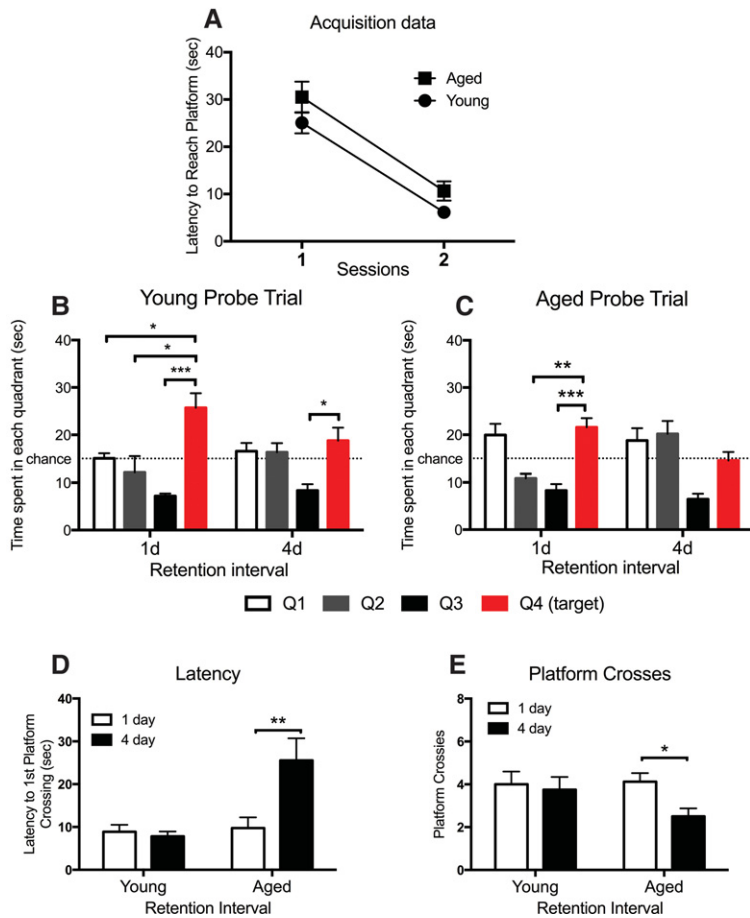 A
Acquisition data
Latency to Reach Platform (sec)
40
30
20
10
0
Aged
Young
1
2
Sessions
B
Young Probe Trial
Time spent in each quadrant (sec)
40
30
20
chance
10
0
*
*
***
*
1d
4d
Retention interval
C
Aged Probe Trial
Time spent in each quadrant (sec)
40
30
20
chance
10
0
**
***
1d
4d
Retention interval
Q1
Q2
Q3
Q4 (target)
D
Latency
Latency to 1st Platform
Crossing (sec)
40
30
20
10
0
1 day
4 day
**
Young
Aged
Retention Interval
E
Platform Crosses
Platform Crossies
8
6
4
2
0
1 day
4 day
*
Young
Aged
Retention Interval